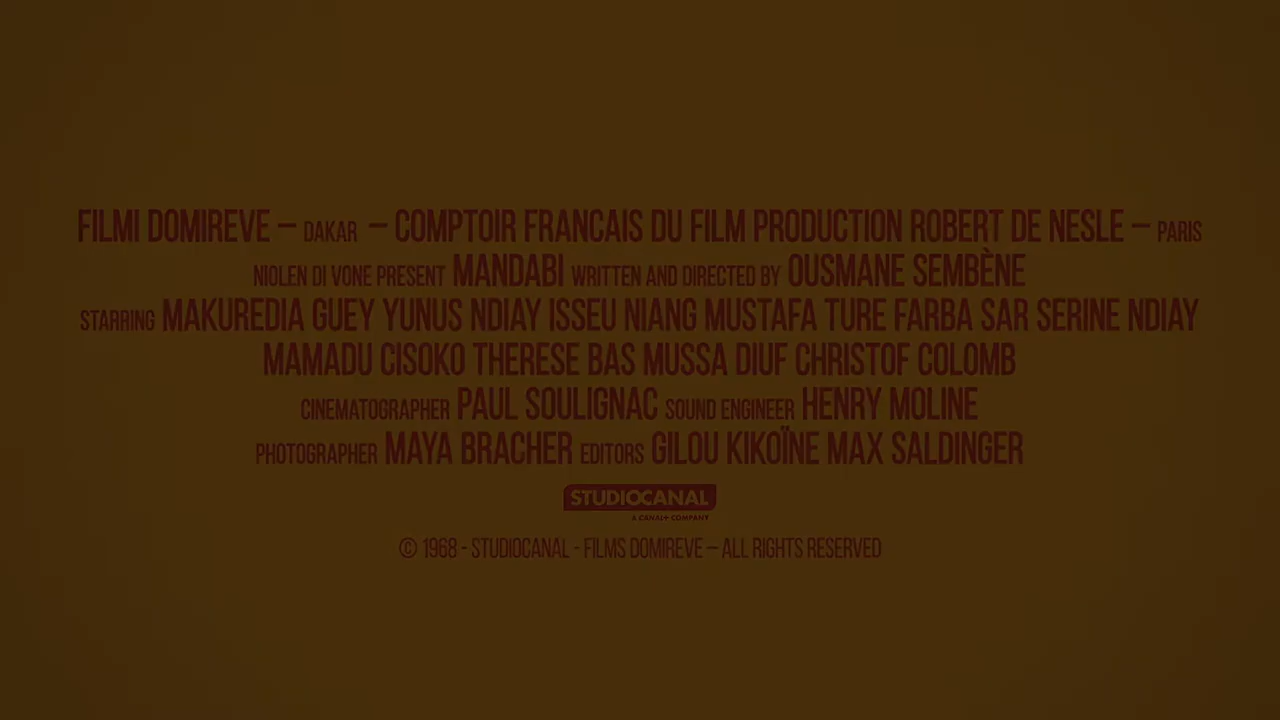 FILMI DOMIREVE – DAKAR – COMPTOIR FRANCAIS DU FILM PRODUCTION ROBERT DE NESLE – PARIS
NIOLEN DI VONE PRESENT MANDABI WRITTEN AND DIRECTED BY OUSMANE SEMBÈNE
STARRING MAKUREDIA GUEY YUNUS NDIAY ISSEU NIANG MUSTAFA TURE FARBA SAR SERINE NDIAY
MAMADU CISOKO THERESE BAS MUSSA DIUF CHRISTOF COLOMB
CINEMATOGRAPHER PAUL SOULIGNAC SOUND ENGINEER HENRY MOLINE
PHOTOGRAPHER MAYA BRACHER EDITORS GILOU KIKOÏNE MAX SALDINGER
STUDIOCANAL
A CANAL+ COMPANY
© 1968 - STUDIOCANAL - FILMS DOMIREVE – ALL RIGHTS RESERVED